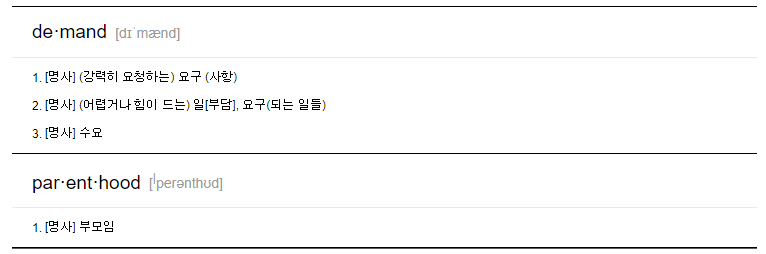 de·mand [dɪˈmænd]
1. [명사] (강력히 요청하는) 요구 (사항)
2. [명사] (어렵거나 힘이 드는) 일[부담], 요구(되는 일들)
3. [명사] 수요
par·ent·hood [ˈperənthʊd]
1. [명사] 부모임